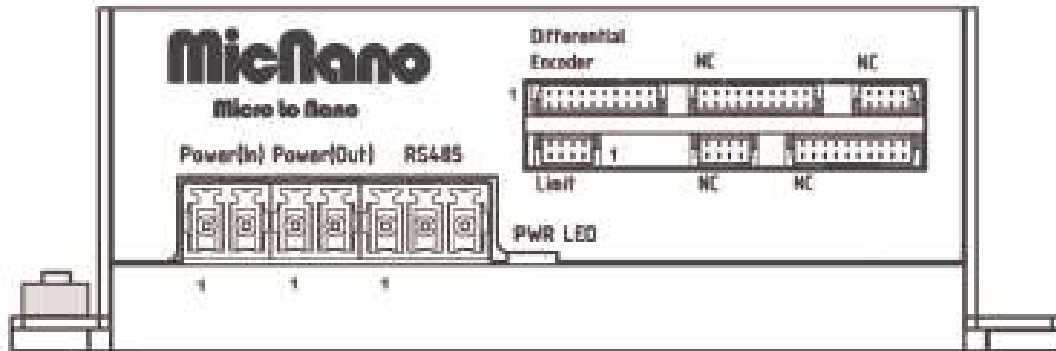 MicNano
Micro to Nano
Power(In) Power(Out) RS485
1 1 1
Differential
Encoder NC NC
1
1
Limit NC NC
PWR LED